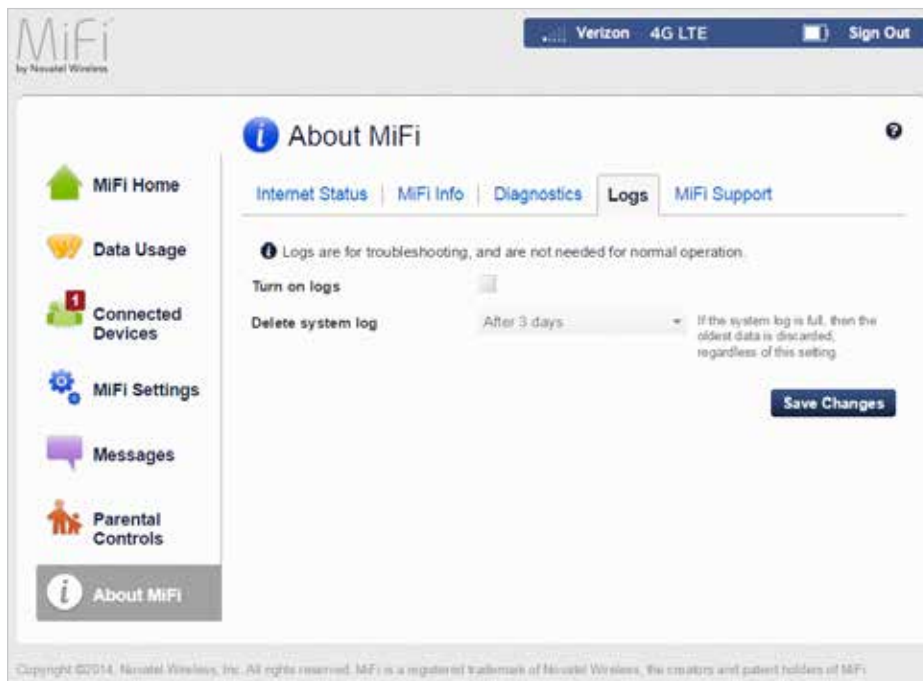 MiFi
by Novatel Wireless
Verizon 4G LTE Sign Out
About MiFi
MiFi Home
Data Usage
1
Connected
Devices
MiFi Settings
Messages
Parental
Controls
About MiFi
Internet Status | MiFi Info | Diagnostics Logs MiFi Support
Logs are for troubleshooting, and are not needed for normal operation.
Turn on logs
Delete system log After 3 days
If the system log is full, then the
oldest data is discarded,
regardless of this setting.
Save Changes
Copyright ©2014. Novatel Wireless, Inc. All rights reserved. MiFi is a registered trademark of Novatel Wireless, the creators and patent holders of MiFi.